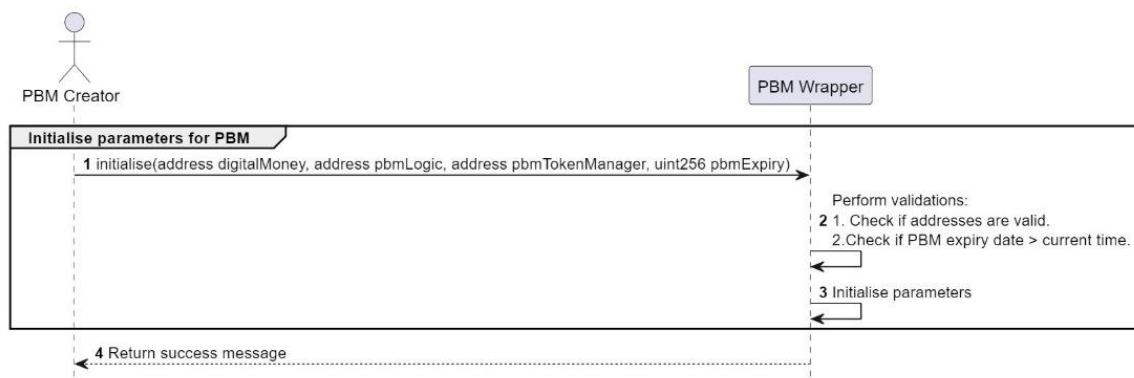 PBM Creator
PBM Wrapper
Initialise parameters for PBM
1 initialise(address digitalMoney, address pbmLogic, address pbmTokenManager, uint256 pbmExpiry)
Perform validations:
2 1. Check if addresses are valid.
2.Check if PBM expiry date > current time.
3 Initialise parameters
4 Return success message